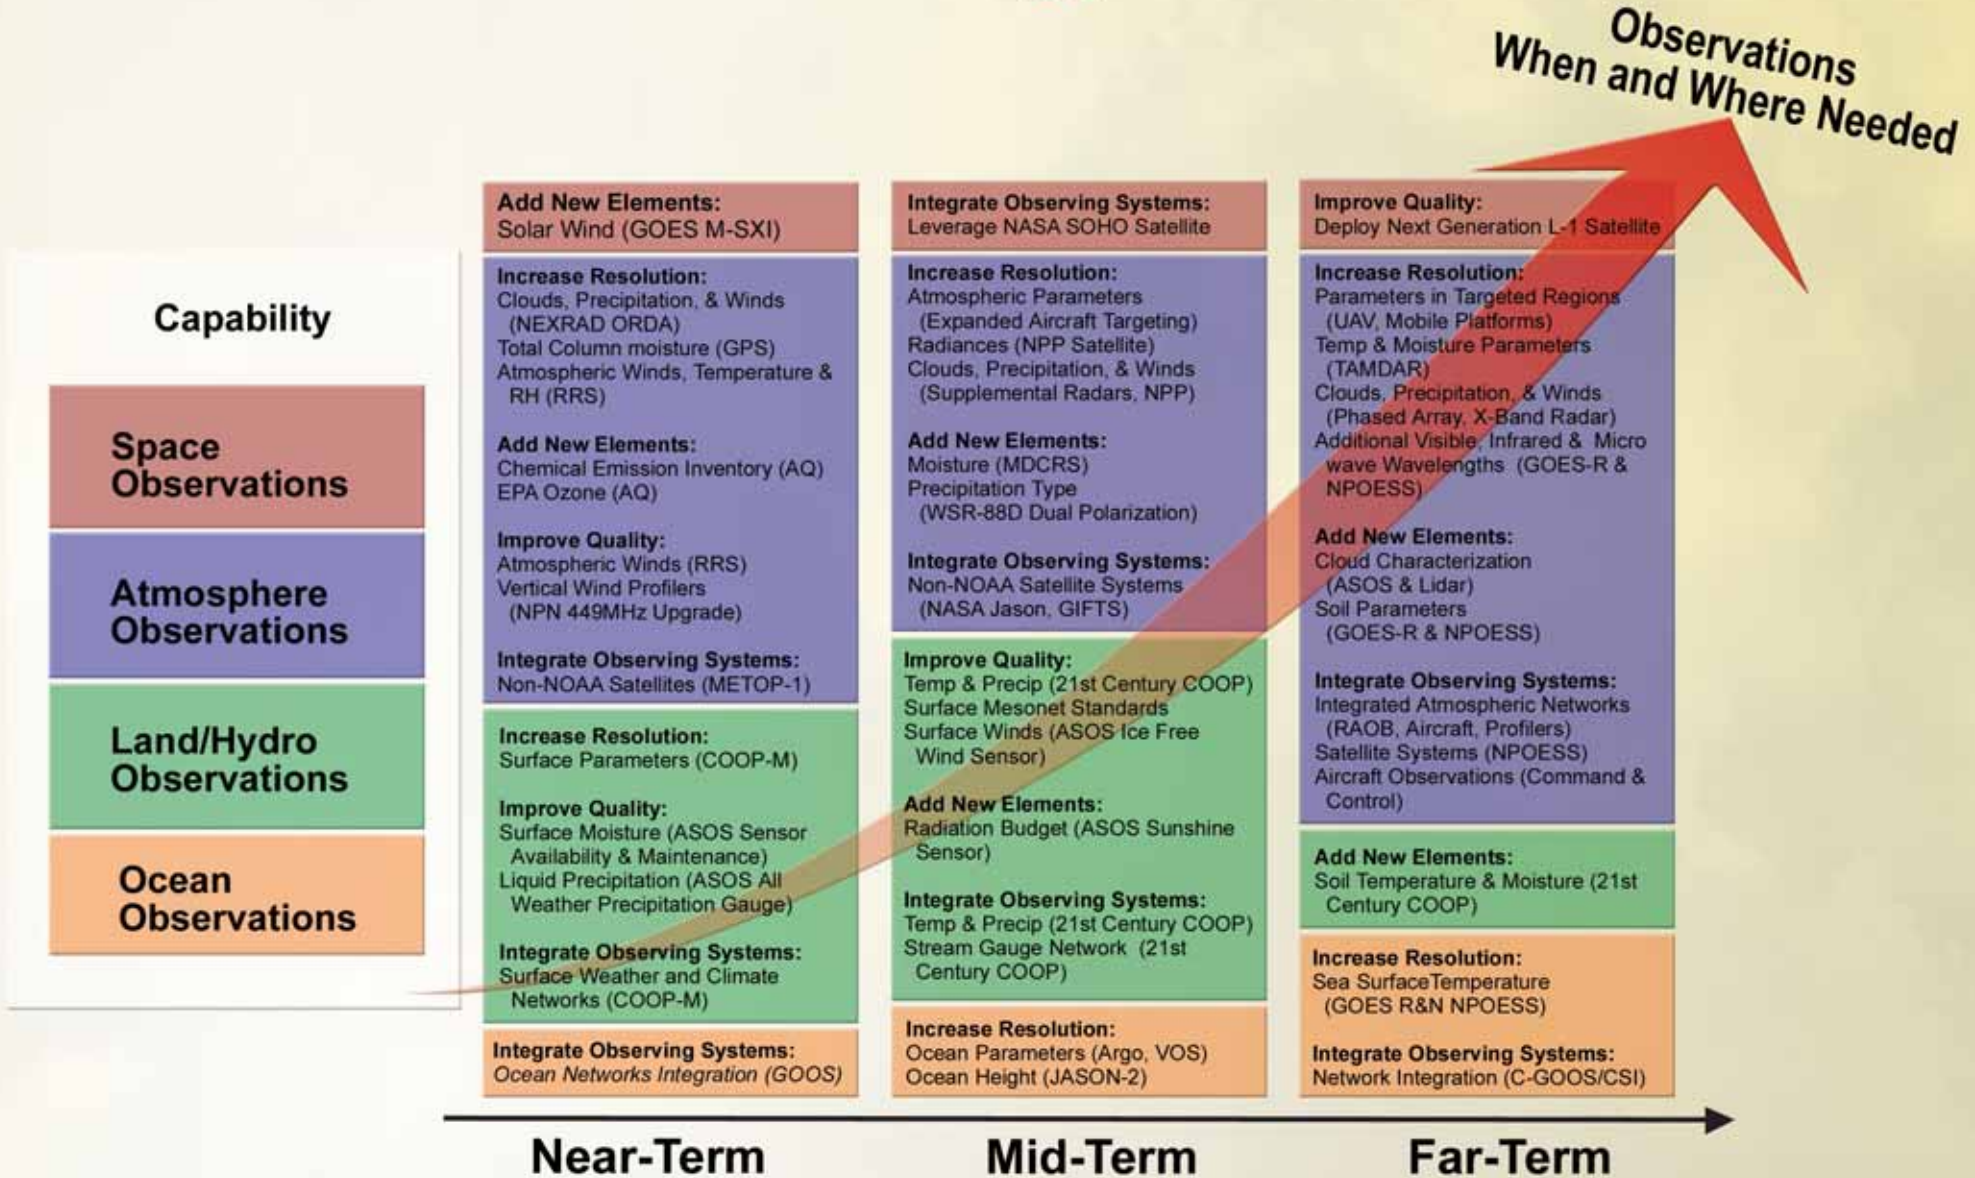 Observations
When and Where Needed
Capability
Space
Observations
Atmosphere
Observations
Land/Hydro
Observations
Ocean
Observations
Add New Elements:
Solar Wind (GOES M-SXI)
Increase Resolution:
Clouds, Precipitation, & Winds
(NEXRAD ORDA)
Total Column moisture (GPS)
Atmospheric Winds, Temperature &
RH (RRS)
Add New Elements:
Chemical Emission Inventory (AQ)
EPA Ozone (AQ)
Improve Quality:
Atmospheric Winds (RRS)
Vertical Wind Profilers
(NPN 449MHz Upgrade)
Integrate Observing Systems:
Non-NOAA Satellites (METOP-1)
Increase Resolution:
Surface Parameters (COOP-M)
Improve Quality:
Surface Moisture (ASOS Sensor
Availability & Maintenance)
Liquid Precipitation (ASOS All
Weather Precipitation Gauge)
Integrate Observing Systems:
Surface Weather and Climate
Networks (COOP-M)
Integrate Observing Systems:
Ocean Networks Integration (GOOS)
Integrate Observing Systems:
Leverage NASA SOHO Satellite
Increase Resolution:
Atmospheric Parameters
(Expanded Aircraft Targeting)
Radiances (NPP Satellite)
Clouds, Precipitation, & Winds
(Supplemental Radars, NPP)
Add New Elements:
Moisture (MDCRS)
Precipitation Type
(WSR-88D Dual Polarization)
Integrate Observing Systems:
Non-NOAA Satellite Systems
(NASA Jason, GIFTS)
Improve Quality:
Temp & Precip (21st Century COOP)
Surface Mesonet Standards
Surface Winds (ASOS Ice Free
Wind Sensor)
Add New Elements:
Radiation Budget (ASOS Sunshine
Sensor)
Integrate Observing Systems:
Temp & Precip (21st Century COOP)
Stream Gauge Network (21st
Century COOP)
Increase Resolution:
Ocean Parameters (Argo, VOS)
Ocean Height (JASON-2)
Improve Quality:
Deploy Next Generation L-1 Satellite
Increase Resolution:
Parameters in Targeted Regions
(UAV, Mobile Platforms)
Temp & Moisture Parameters
(TAMDAR)
Clouds, Precipitation, & Winds
(Phased Array, X-Band Radar)
Additional Visible, Infrared & Micro
wave Wavelengths (GOES-R &
NPOESS)
Add New Elements:
Cloud Characterization
(ASOS & Lidar)
Soil Parameters
(GOES-R & NPOESS)
Integrate Observing Systems:
Integrated Atmospheric Networks
(RAOB, Aircraft, Profilers)
Satellite Systems (NPOESS)
Aircraft Observations (Command &
Control)
Add New Elements:
Soil Temperature & Moisture (21st
Century COOP)
Increase Resolution:
Sea SurfaceTemperature
(GOES R&N NPOESS)
Integrate Observing Systems:
Network Integration (C-GOOS/CSI)
Near-Term
Mid-Term
Far-Term